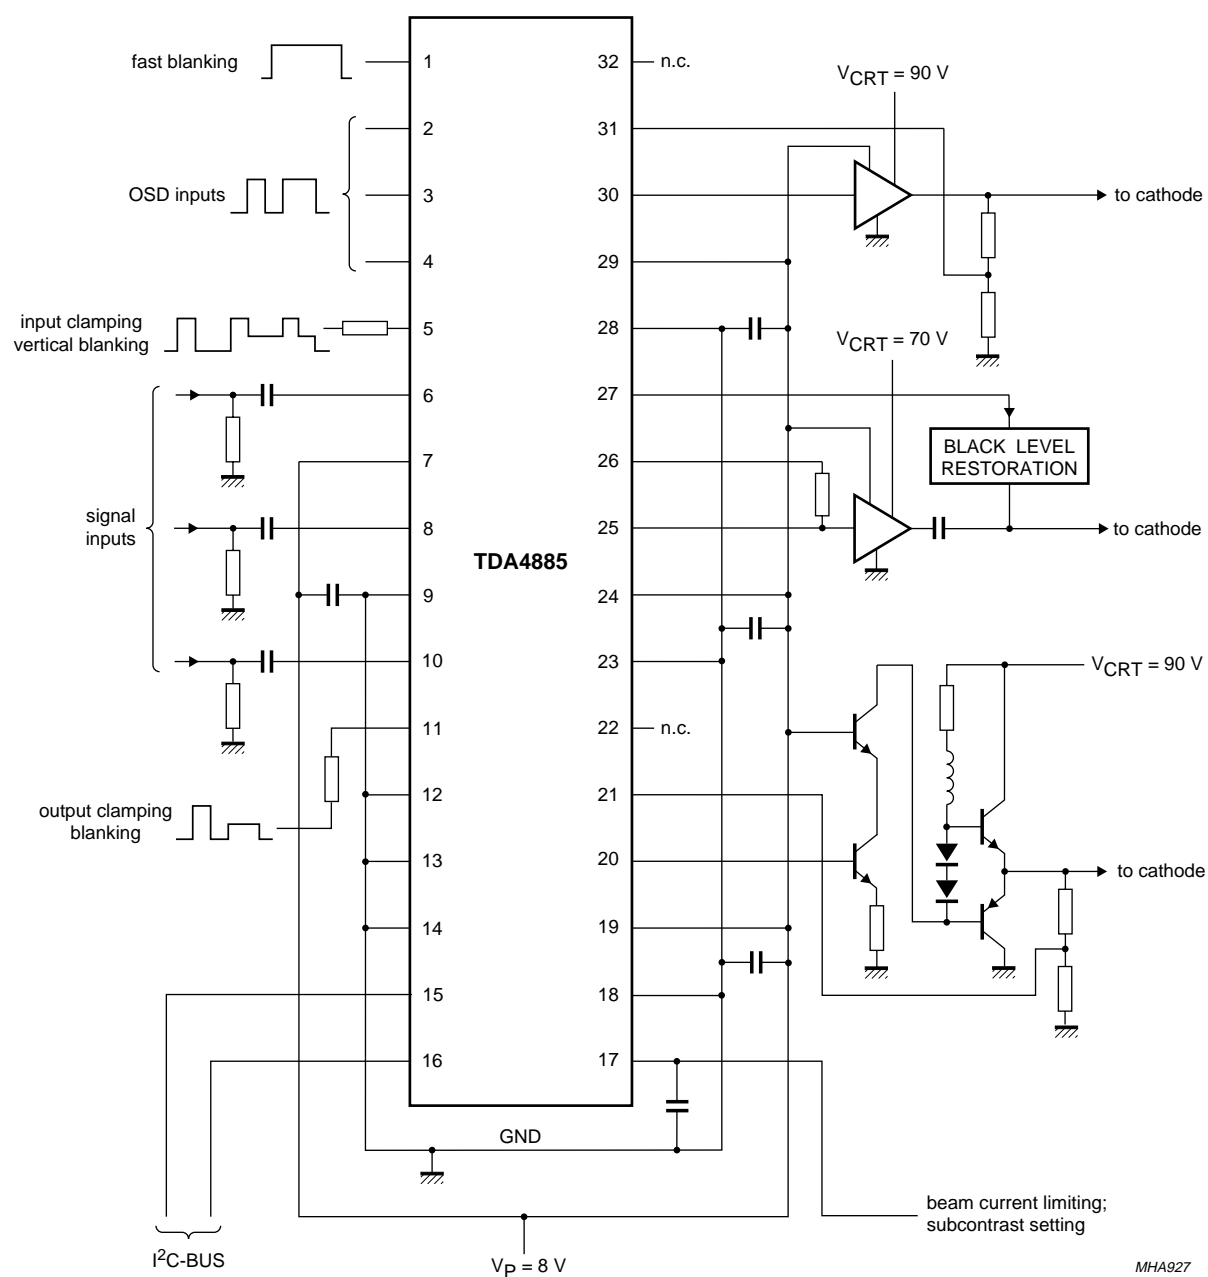 fast blanking
1
32
n.c.
VCRT = 90 V
2
31
OSD inputs
3
30
to cathode
4
29
input clamping
vertical blanking
5
28
VCRT = 70 V
6
27
BLACK LEVEL
RESTORATION
7
26
signal
inputs
8
25
to cathode
TDA4885
9
24
10
23
VCRT = 90 V
11
22
n.c.
output clamping
blanking
12
21
13
20
to cathode
14
19
15
18
16
17
GND
beam current limiting;
subcontrast setting
I2C-BUS
VP = 8 V
MHA927